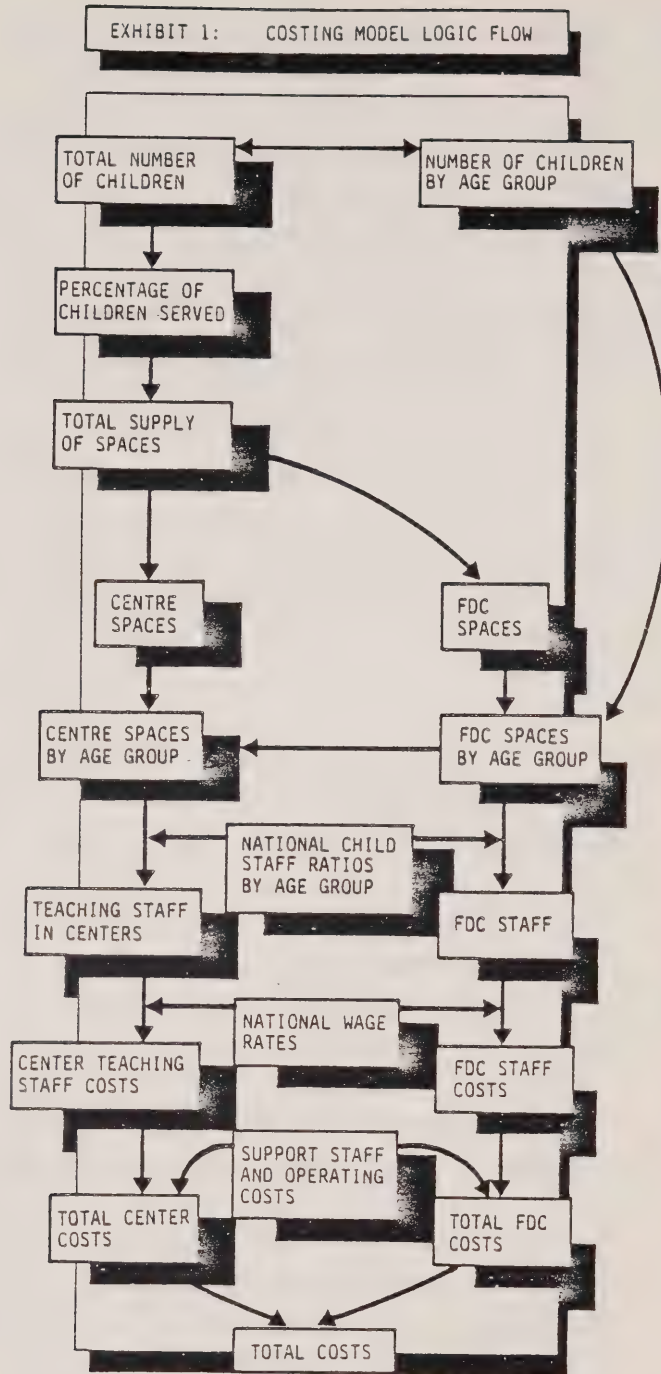 EXHIBIT 1: COSTING MODEL LOGIC FLOW
TOTAL NUMBER
OF CHILDREN
NUMBER OF CHILDREN
BY AGE GROUP
PERCENTAGE OF
CHILDREN SERVED
TOTAL SUPPLY
OF SPACES
CENTRE
SPACES
FDC
SPACES
CENTRE SPACES
BY AGE GROUP
FDC SPACES
BY AGE GROUP
NATIONAL CHILD
STAFF RATIOS
BY AGE GROUP
TEACHING STAFF
IN CENTERS
FDC STAFF
NATIONAL WAGE
RATES
CENTER TEACHING
STAFF COSTS
FDC STAFF
COSTS
SUPPORT STAFF
AND OPERATING
COSTS
TOTAL CENTER
COSTS
TOTAL FDC
COSTS
TOTAL COSTS